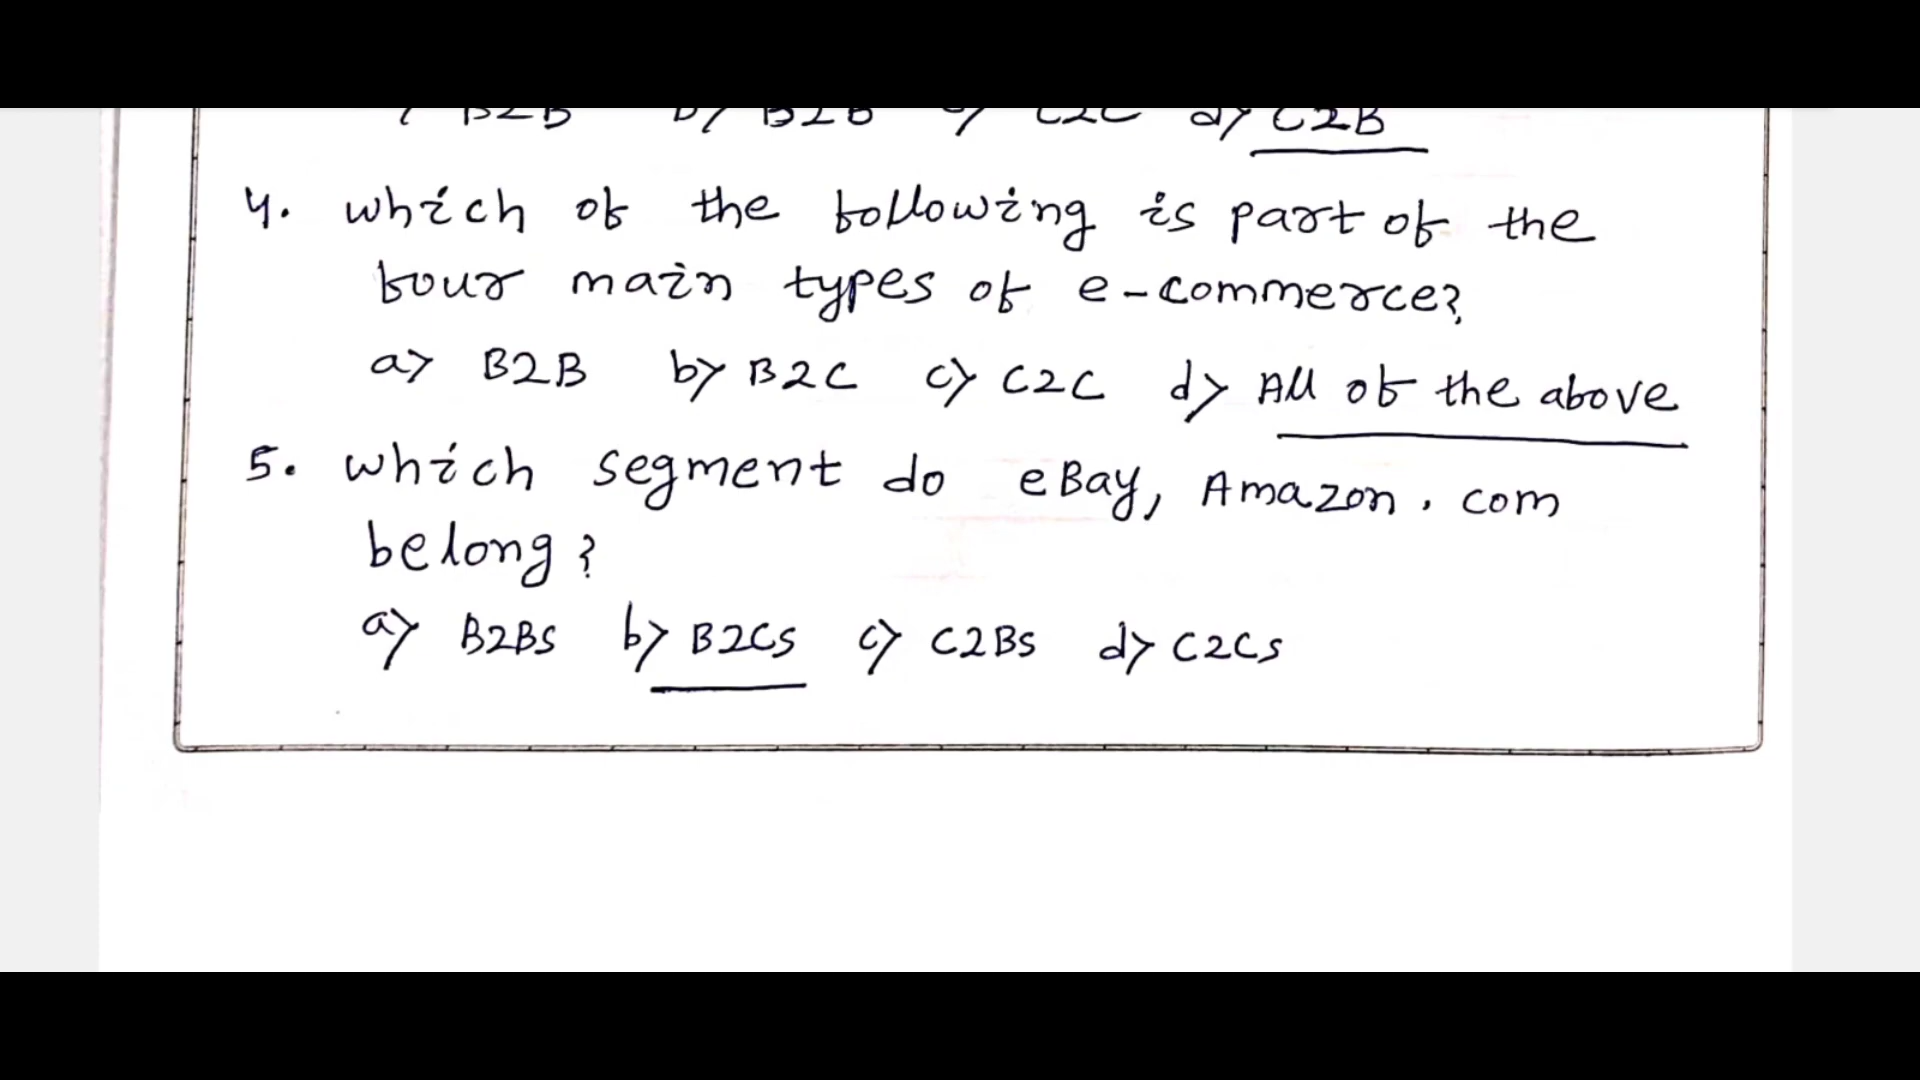 d) C2B
4. which of the following is part of the
four main types of e-commerce?
a) B2B b) B2C c) C2C d) All of the above
5. which segment do eBay, Amazon.com
belong?
a) B2BS b) B2CS c) C2BS d) C2CS